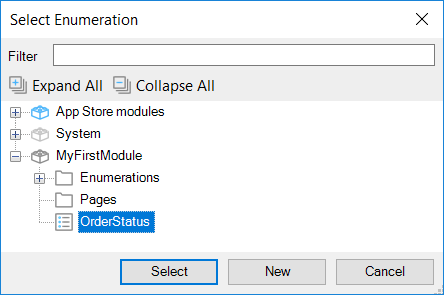 Select Enumeration
Filter
Expand All Collapse All
App Store modules
System
MyFirstModule
Enumerations
Pages
OrderStatus
Select New Cancel